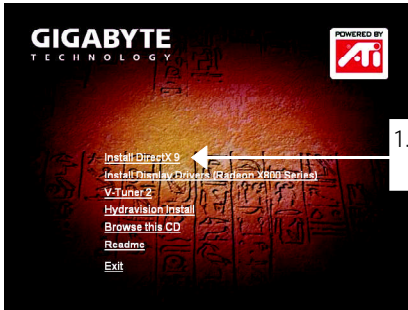 GIGABYTE
TECHNOLOGY
POWERED BY
ATi
1.
Install DirectX 9
Install Display Drivers (Radeon X800 Series)
V-Tuner 2
Hydravision Install
Browse this CD
Readme
Exit